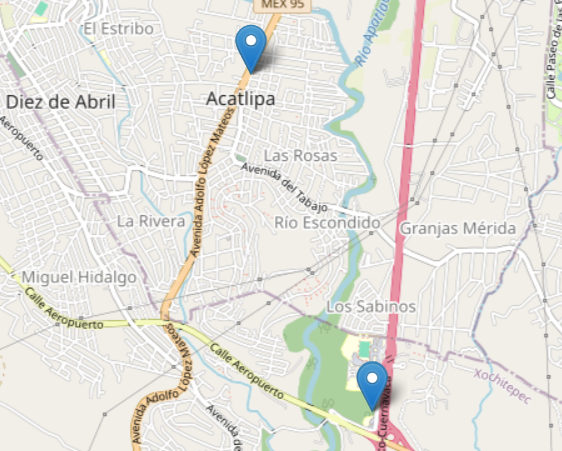 MEX 95
El Estribo
Río Apatlaco
Calle Paseo de las
Diez de Abril
Acatlipa
Aeropuerto
Avenida Adolfo López Mateos
Las Rosas
Avenida del Tabajo
La Rivera
Río Escondido
Granjas Mérida
Miguel Hidalgo
Calle Aeropuerto
Los Sabinos
Calle Aeropuerto
Xochitepec
Avenida Adolfo López Mateos
Avenida de
co-Cuernavaca